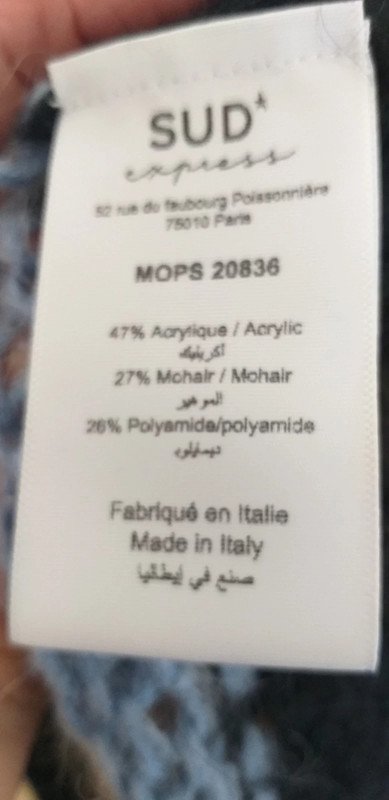 SUD
express
52 rue du faubourg Poissonnière
75010 Paris
MOPS 20836
47% Acrylique / Acrylic
أكريليك
27% Mohair / Mohair
الموهير
26% Polyamide/polyamide
Fabriqué en Italie
Made in Italy
صنع في إيطاليا